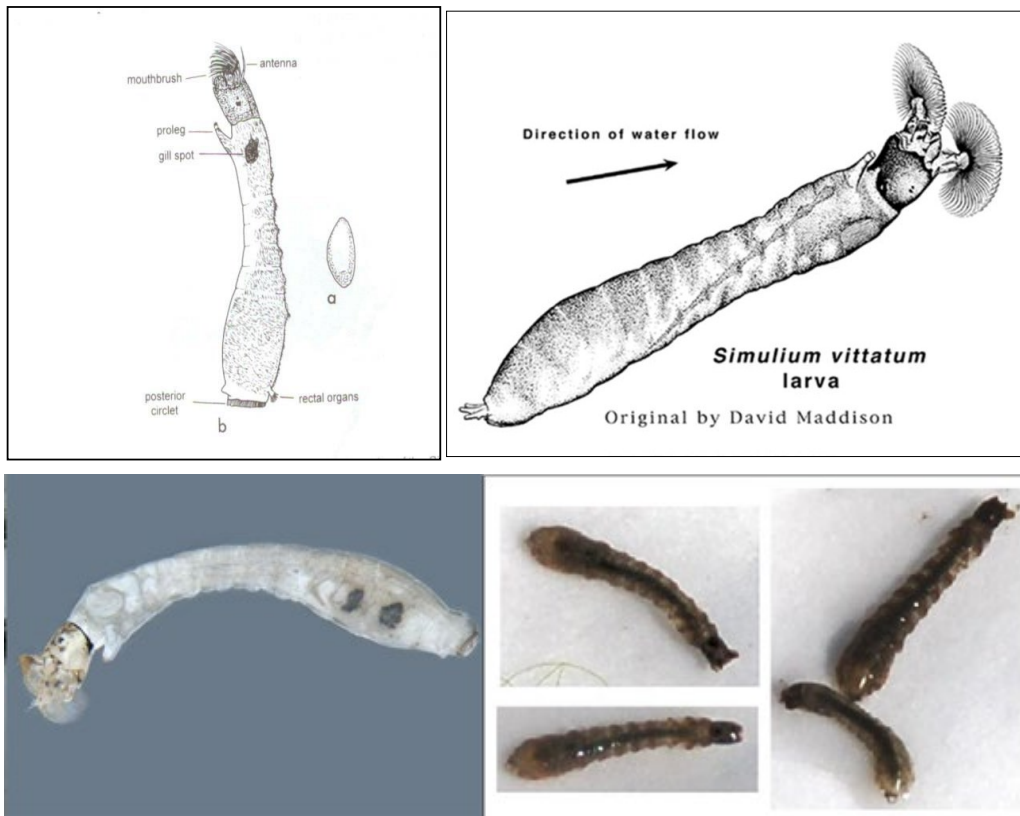 antenna
mouthbrush
proleg
gill spot
a
posterior
circlet
rectal organs
b
Direction of water flow
Simulium vittatum
larva
Original by David Maddison